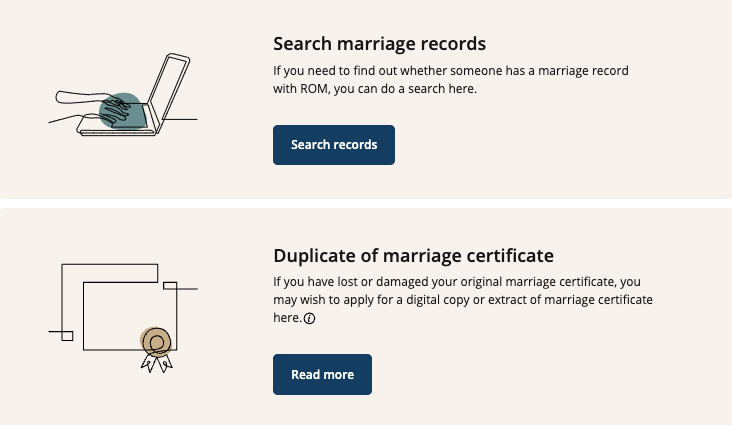 Search marriage records
If you need to find out whether someone has a marriage record
with ROM, you can do a search here.
Search records
Duplicate of marriage certificate
If you have lost or damaged your original marriage certificate, you
may wish to apply for a digital copy or extract of marriage certificate
here.
Read more